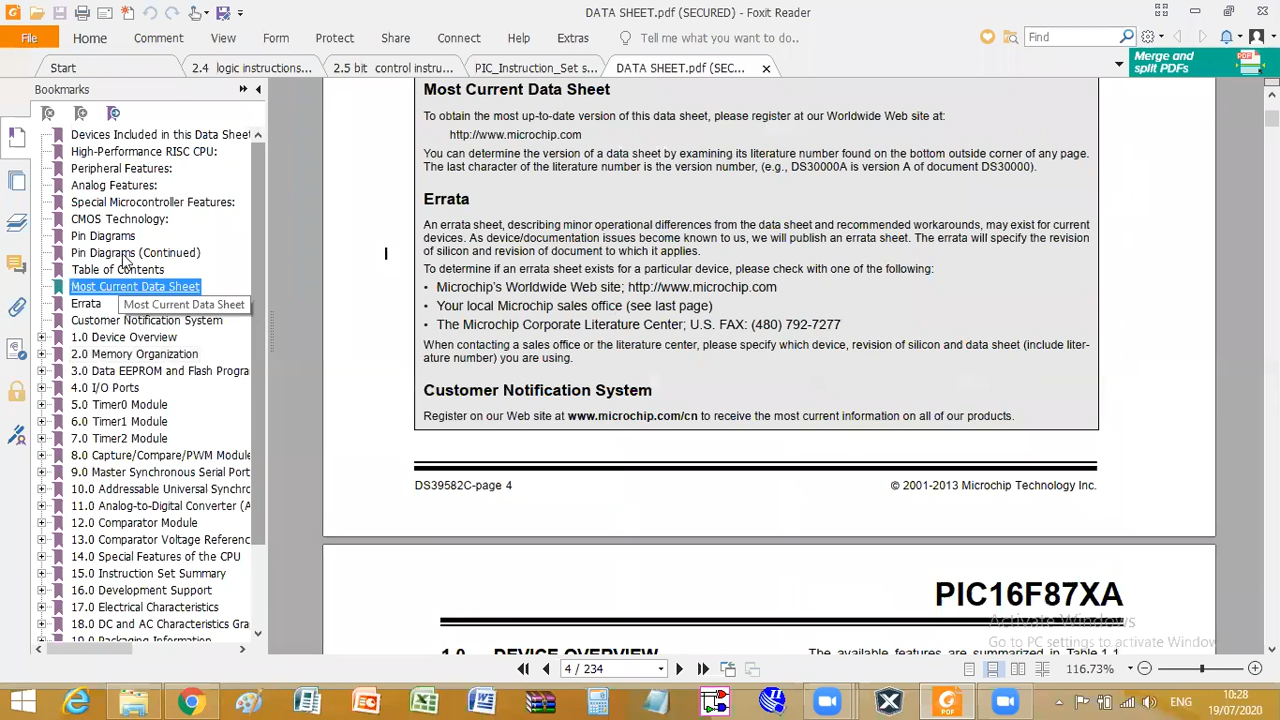 DATA SHEET.pdf (SECURED) - Foxit Reader
File Home Comment View Form Protect Share Connect Help Extras Tell me what you want to do.. Find
Start 2.4 logic instructions... 2.5 bit control instru... PIC_Instrution_Set s... DATA SHEET.pdf (SEC...
Merge and
split PDFs
Bookmarks
Devices Included in this Data Sheet
High-Performance RISC CPU:
Peripheral Features:
Analog Features:
Special Microcontroller Features:
CMOS Technology:
Pin Diagrams
Pin Diagrams (Continued)
Table of Contents
Most Current Data Sheet
Errata
Most Current Data Sheet
Customer Notification System
1.0 Device Overview
2.0 Memory Organization
3.0 Data EEPROM and Flash Progra
4.0 I/O Ports
5.0 Timer0 Module
6.0 Timer1 Module
7.0 Timer2 Module
8.0 Capture/Compare/PWM Module
9.0 Master Synchronous Serial Port
10.0 Addressable Universal Synchro
11.0 Analog-to-Digital Converter (A
12.0 Comparator Module
13.0 Comparator Voltage Referenc
14.0 Special Features of the CPU
15.0 Instruction Set Summary
16.0 Development Support
17.0 Electrical Characteristics
18.0 DC and AC Characteristics Gra
19.0 Packaging Information
Most Current Data Sheet
To obtain the most up-to-date version of this data sheet, please register at our Worldwide Web site at:
http://www.microchip.com
You can determine the version of a data sheet by examining its literature number found on the bottom outside corner of any page.
The last character of the literature number is the version number, (e.g., DS30000A is version A of document DS30000).
Errata
An errata sheet, describing minor operational differences from the data sheet and recommended workarounds, may exist for current
devices. As device/documentation issues become known to us, we will publish an errata sheet. The errata will specify the revision
of silicon and revision of document to which it applies.
To determine if an errata sheet exists for a particular device, please check with one of the following:
• Microchip's Worldwide Web site; http://www.microchip.com
• Your local Microchip sales office (see last page)
• The Microchip Corporate Literature Center; U.S. FAX: (480) 792-7277
When contacting a sales office or the literature center, please specify which device, revision of silicon and data sheet (include liter-
ature number) you are using.
Customer Notification System
Register on our Web site at www.microchip.com/cn to receive the most current information on all of our products.
DS39582C-page 4 © 2001-2013 Microchip Technology Inc.
PIC16F87XA
Activate Windows
Go to PC settings to activate Window
1.0 DEVICE OVERVIEW The available features are summarized in Table 1-1
4 / 234 116.73%
ENG
10:28
19/07/2020